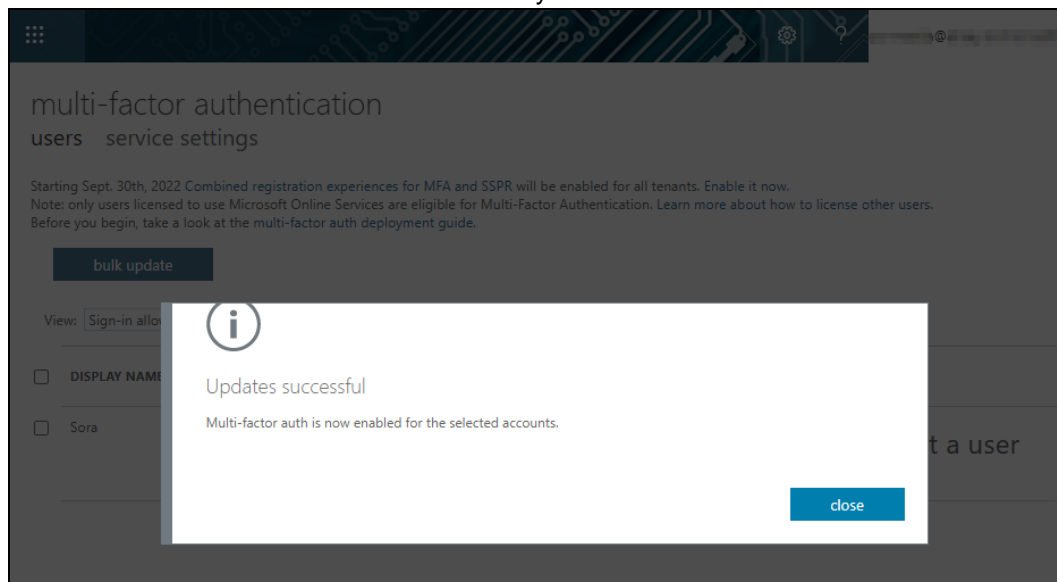 ?
@
multi-factor authentication
users service settings
Starting Sept. 30th, 2022 Combined registration experiences for MFA and SSPR will be enabled for all tenants. Enable it now.
Note: only users licensed to use Microsoft Online Services are eligible for Multi-Factor Authentication. Learn more about how to license other users.
Before you begin, take a look at the multi-factor auth deployment guide.
bulk update
View: Sign-in allo
DISPLAY NAME
Updates successful
Multi-factor auth is now enabled for the selected accounts.
Sora
t a user
close